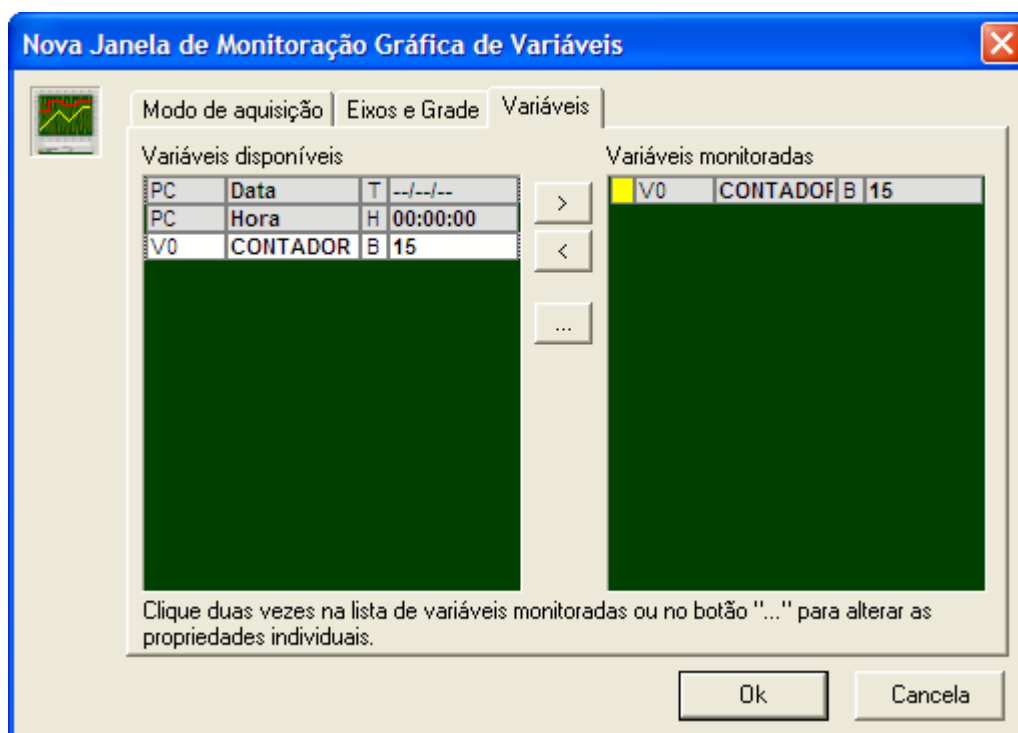 Nova Janela de Monitoração Gráfica de Variáveis
Modo de aquisição Eixos e Grade Variáveis
Variáveis disponíveis
PC Data T --/--/--
PC Hora H 00:00:00
V0 CONTADOR B 15
>
<
...
Variáveis monitoradas
V0 CONTADOR B 15
Clique duas vezes na lista de variáveis monitoradas ou no botão "..." para alterar as
propriedades individuais.
Ok Cancela